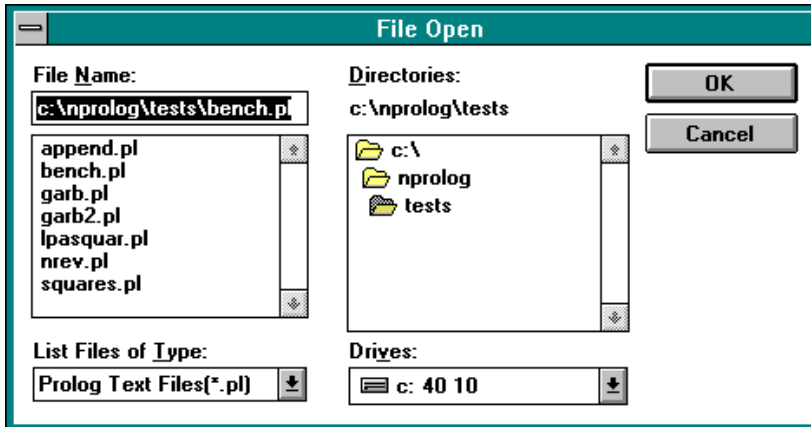 File Open
File Name:
c:\nprolog\tests\bench.pl
append.pl
bench.pl
garb.pl
garb2.pl
lpasquar.pl
nrev.pl
squares.pl
List Files of Type:
Prolog Text Files(*.pl)
Directories:
c:\nprolog\tests
c:\
nprolog
tests
Drives:
c: 40 10
OK
Cancel